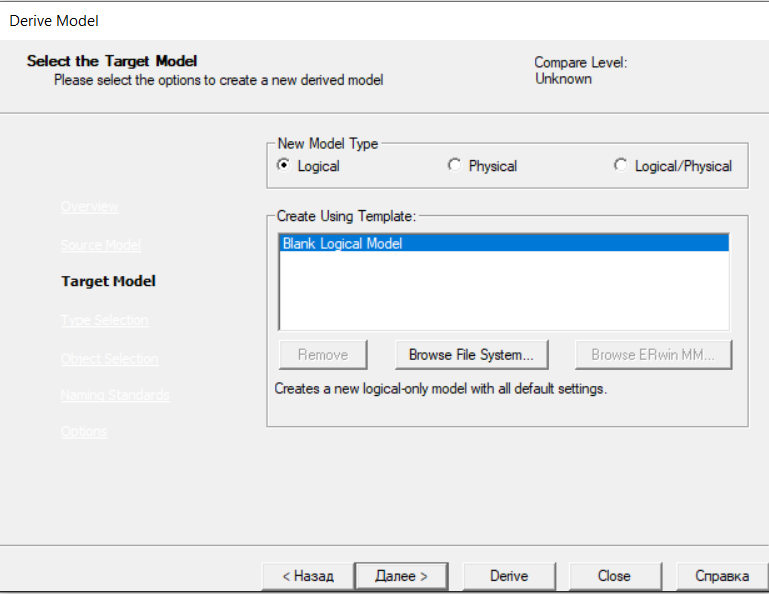 Derive Model
Select the Target Model
Please select the options to create a new derived model
Compare Level:
Unknown
Overview
Source Model
Target Model
Type Selection
Object Selection
Naming Standards
Options
New Model Type
Logical
Physical
Logical/Physical
Create Using Template:
Blank Logical Model
Remove
Browse File System...
Browse ERwin MM...
Creates a new logical-only model with all default settings.
< Назад
Далее >
Derive
Close
Справка